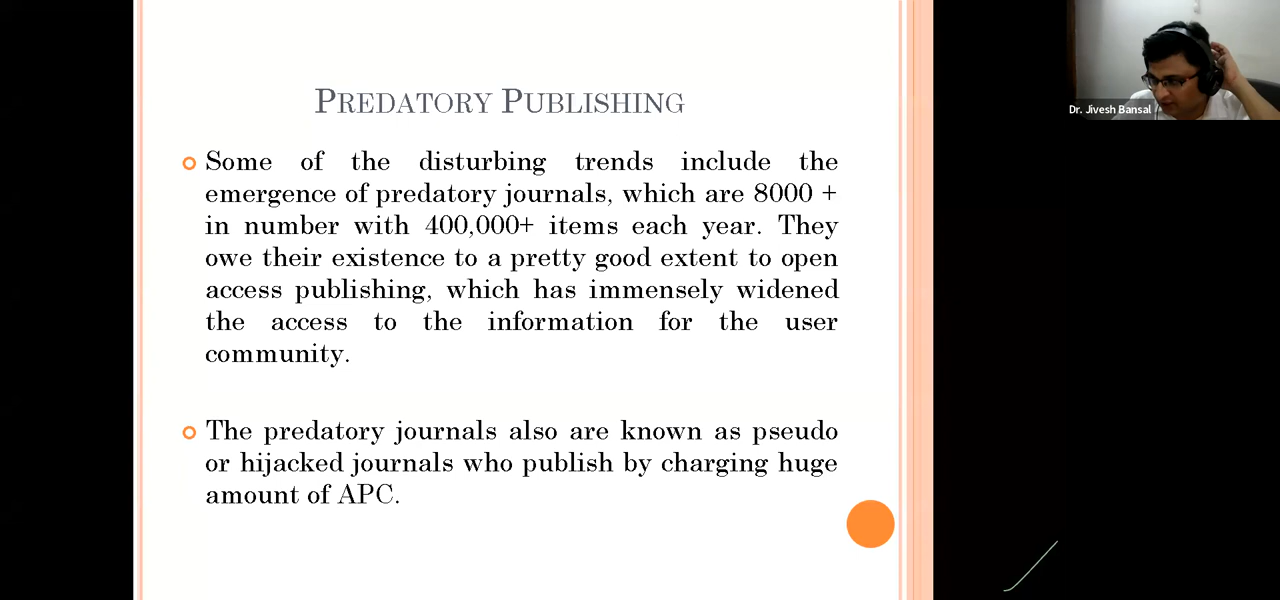 PREDATORY PUBLISHING
Some of the disturbing trends include the
emergence of predatory journals, which are 8000 +
in number with 400,000+ items each year. They
owe their existence to a pretty good extent to open
access publishing, which has immensely widened
the access to the information for the user
community.
The predatory journals also are known as pseudo
or hijacked journals who publish by charging huge
amount of APC.
Dr. Jivesh Bansal